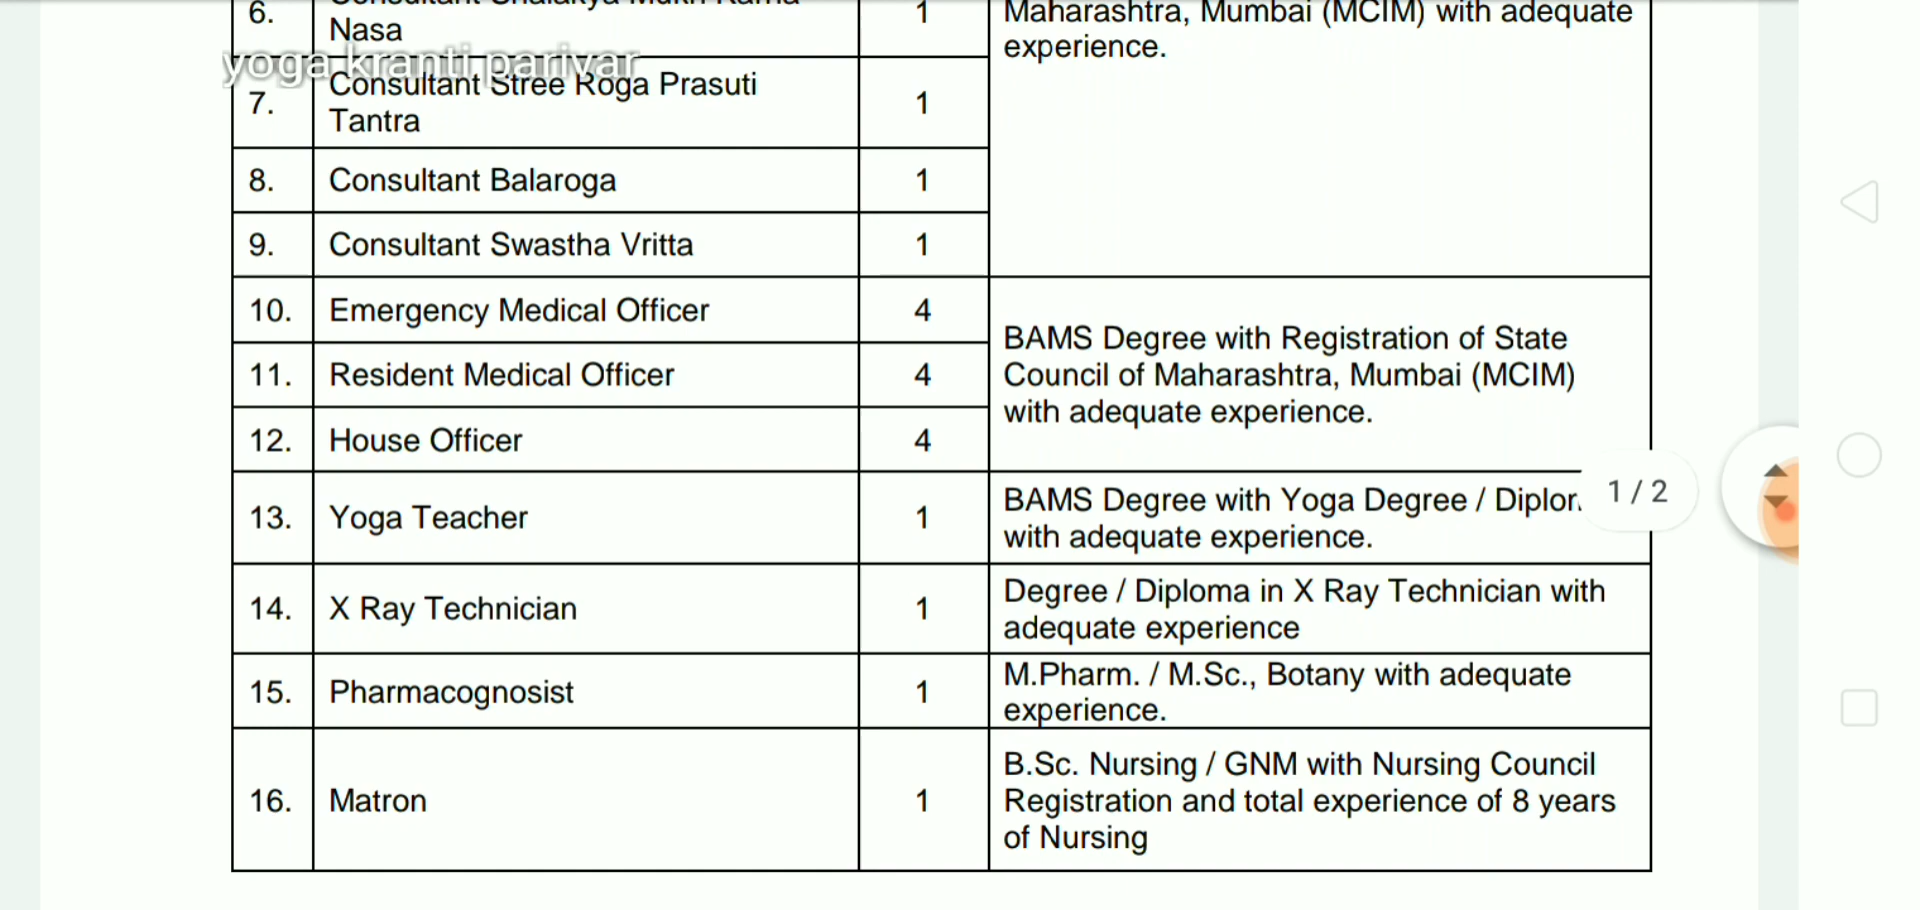 6.
Nasa
1
Maharashtra, Mumbai (MCIM) with adequate
experience.
yoga kranti parivar
7.
Consultant Stree Roga Prasuti
Tantra
1
8.
Consultant Balaroga
1
9.
Consultant Swastha Vritta
1
10.
Emergency Medical Officer
4
11.
Resident Medical Officer
4
12.
House Officer
4
BAMS Degree with Registration of State
Council of Maharashtra, Mumbai (MCIM)
with adequate experience.
13.
Yoga Teacher
1
BAMS Degree with Yoga Degree / Diplo
with adequate experience.
1 / 2
14.
X Ray Technician
1
Degree / Diploma in X Ray Technician with
adequate experience
15.
Pharmacognosist
1
M.Pharm. / M.Sc., Botany with adequate
experience.
16.
Matron
1
B.Sc. Nursing / GNM with Nursing Council
Registration and total experience of 8 years
of Nursing